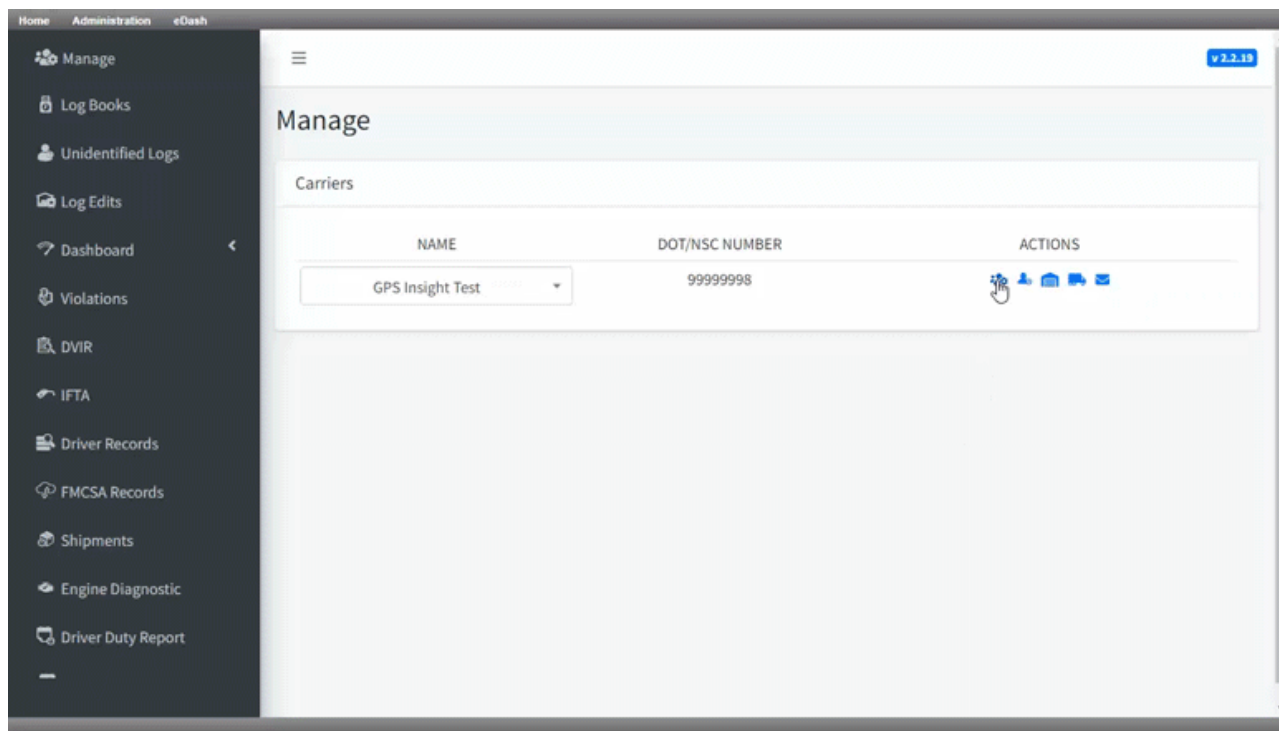 Home Administration eDash
Manage
Log Books
Unidentified Logs
Log Edits
Dashboard
Violations
DVIR
IFTA
Driver Records
FMCSA Records
Shipments
Engine Diagnostic
Driver Duty Report
v 2.2.19
Manage
Carriers
NAME DOT/NSC NUMBER ACTIONS
GPS Insight Test 99999998